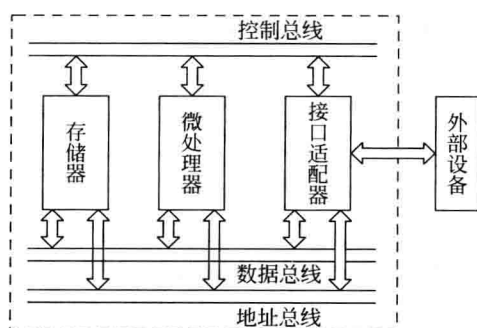 控制总线
存储器
微处理器
接口适配器
外部设备
数据总线
地址总线